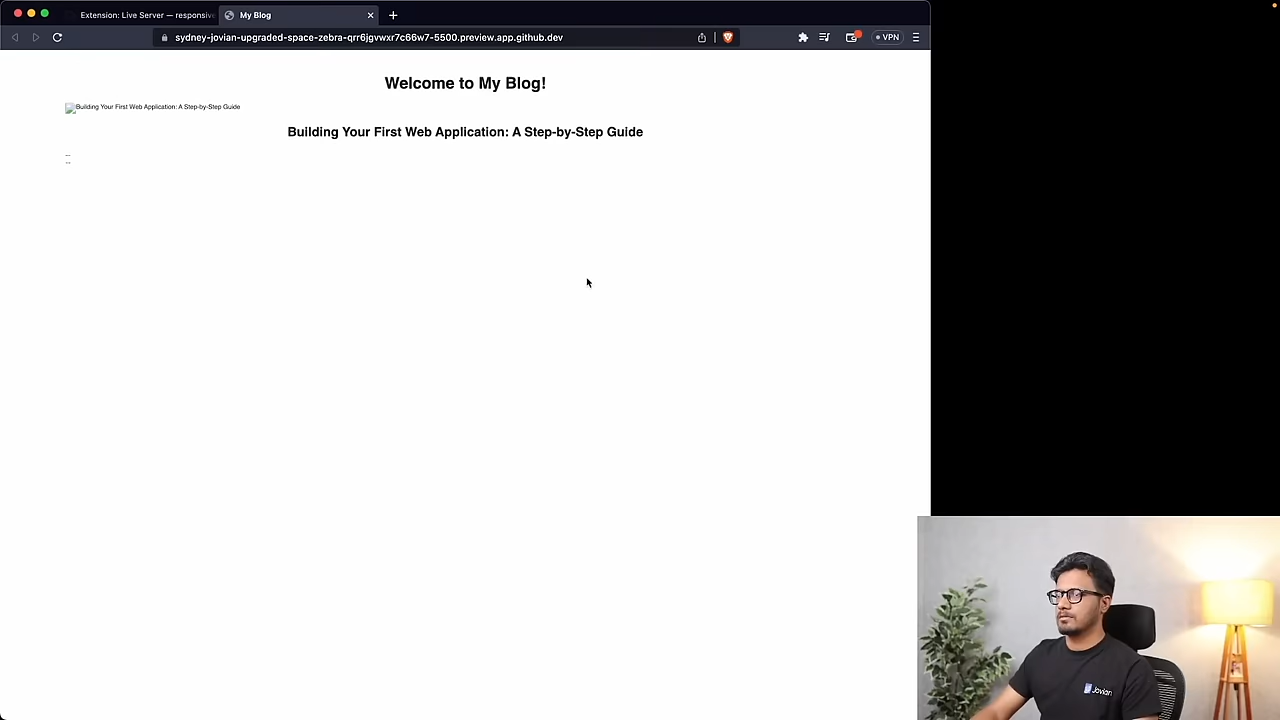 Extension: Live Server — responsive
My Blog
sydney-jovian-upgraded-space-zebra-qrr6jgvwxr7c66w7-5500.preview.app.github.dev
VPN
Welcome to My Blog!
Building Your First Web Application: A Step-by-Step Guide
Building Your First Web Application: A Step-by-Step Guide
...
...
Jovian